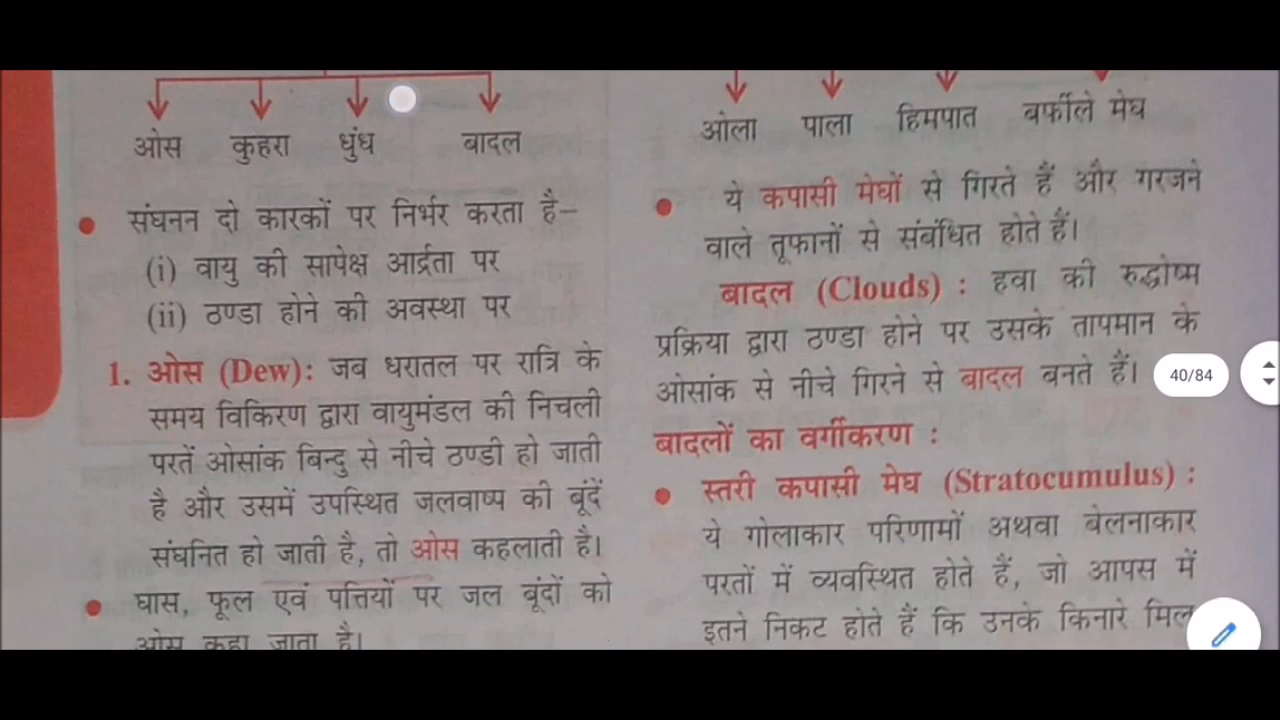 ओस कुहरा धुंध बादल
संघनन दो कारकों पर निर्भर करता है–
(i) वायु की सापेक्ष आर्द्रता पर
(ii) ठण्डा होने की अवस्था पर
1. ओस (Dew): जब धरातल पर रात्रि के
समय विकिरण द्वारा वायुमंडल की निचली
परतें ओसांक बिन्दु से नीचे ठण्डी हो जाती
है और उसमें उपस्थित जलवाष्प की बूंदें
संघनित हो जाती है, तो ओस कहलाती है।
घास, फूल एवं पत्तियों पर जल बूंदों को
ओस कहा जाता है।
ओला पाला हिमपात बर्फीले मेघ
ये कपासी मेघों से गिरते हैं और गरजने
वाले तूफानों से संबंधित होते हैं।
बादल (Clouds) : हवा की रुद्धोष्म
प्रक्रिया द्वारा ठण्डा होने पर उसके तापमान के
ओसांक से नीचे गिरने से बादल बनते हैं।
बादलों का वर्गीकरण :
स्तरी कपासी मेघ (Stratocumulus) :
ये गोलाकार परिणामों अथवा बेलनाकार
परतों में व्यवस्थित होते हैं, जो आपस में
इतने निकट होते हैं कि उनके किनारे मिल
40/84